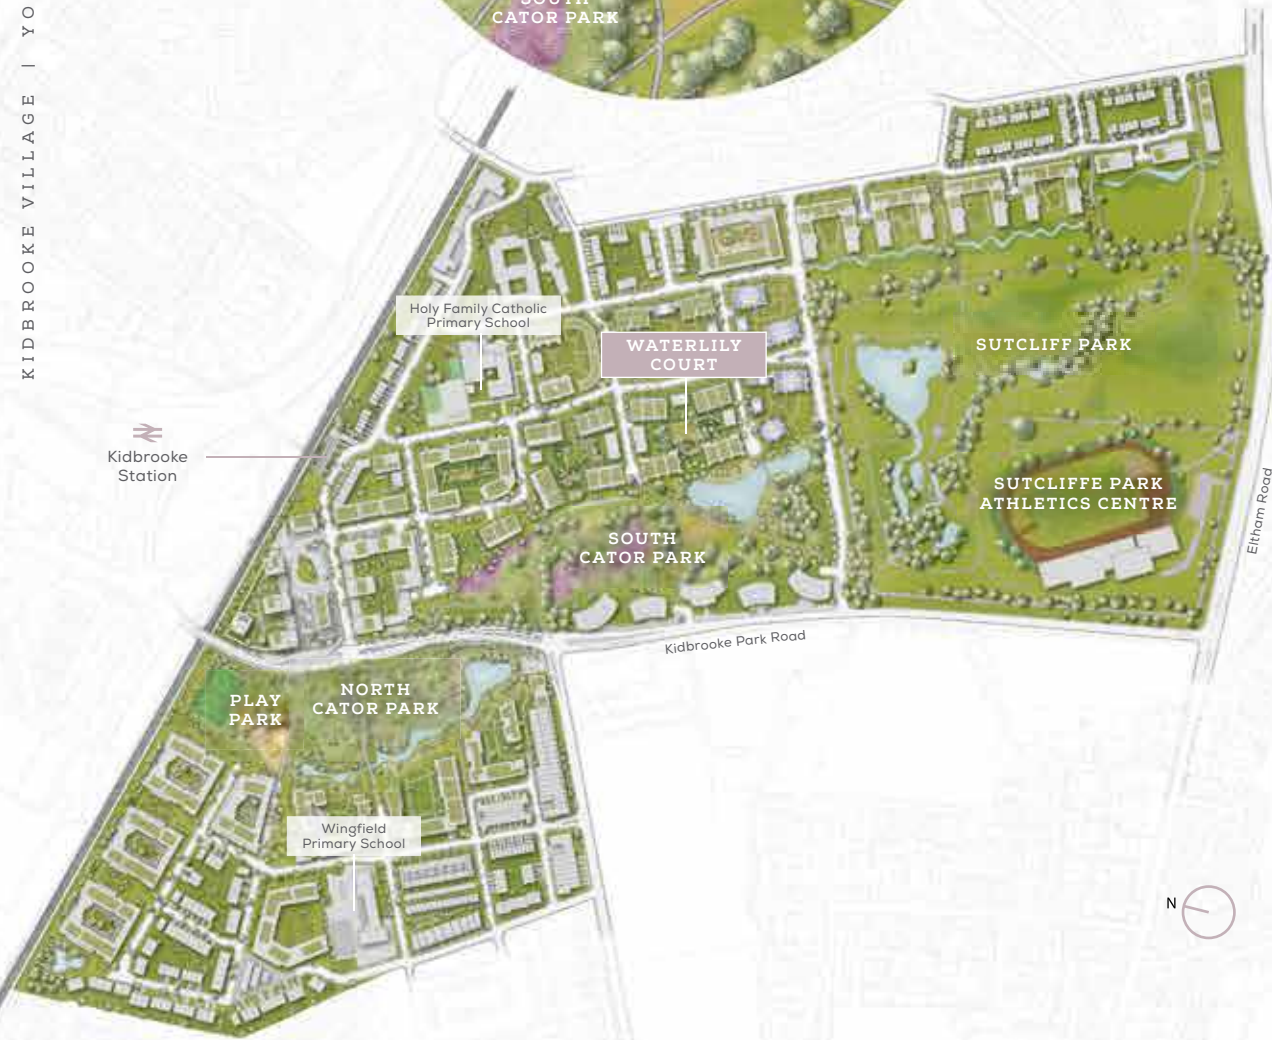 SOUTH
CATOR PARK
KIDBROOKE VILLAGE | YO
Holy Family Catholic
Primary School
WATERLILY
COURT
SUTCLIFF PARK
Kidbrooke
Station
SUTCLIFFE PARK
ATHLETICS CENTRE
Eltham Road
SOUTH
CATOR PARK
Kidbrooke Park Road
PLAY
PARK
NORTH
CATOR PARK
Wingfield
Primary School
N